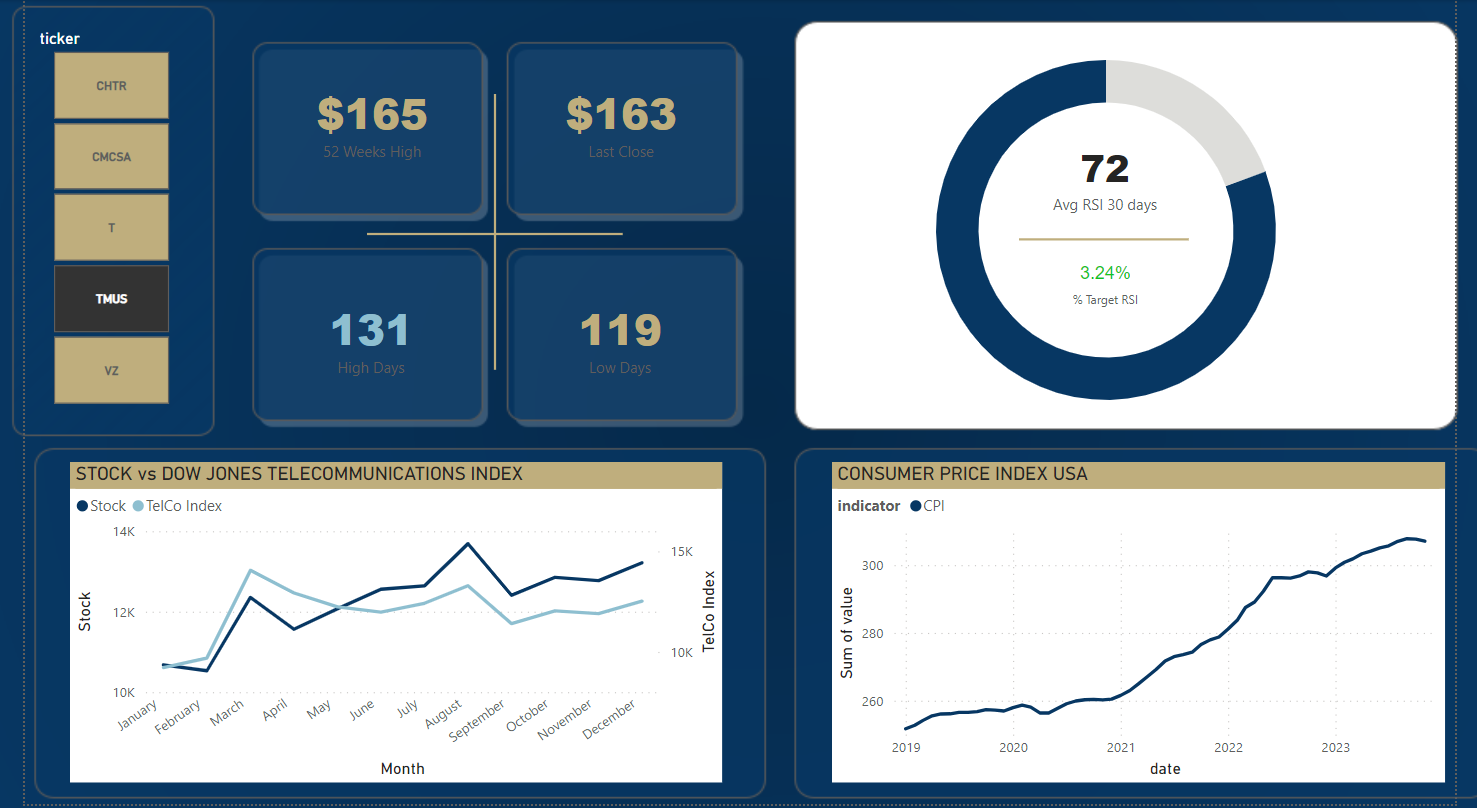 ticker
CHTR
CMCSA
T
TMUS
VZ
$165
52 Weeks High
$163
Last Close
131
High Days
119
Low Days
72
Avg RSI 30 days
3.24%
% Target RSI
STOCK vs DOW JONES TELECOMMUNICATIONS INDEX
Stock TelCo Index
14K
12K
10K
Stock
15K
10K
TelCo Index
January February March April May June July August September October November December
Month
CONSUMER PRICE INDEX USA
indicator CPI
300
280
260
Sum of value
2019 2020 2021 2022 2023
date